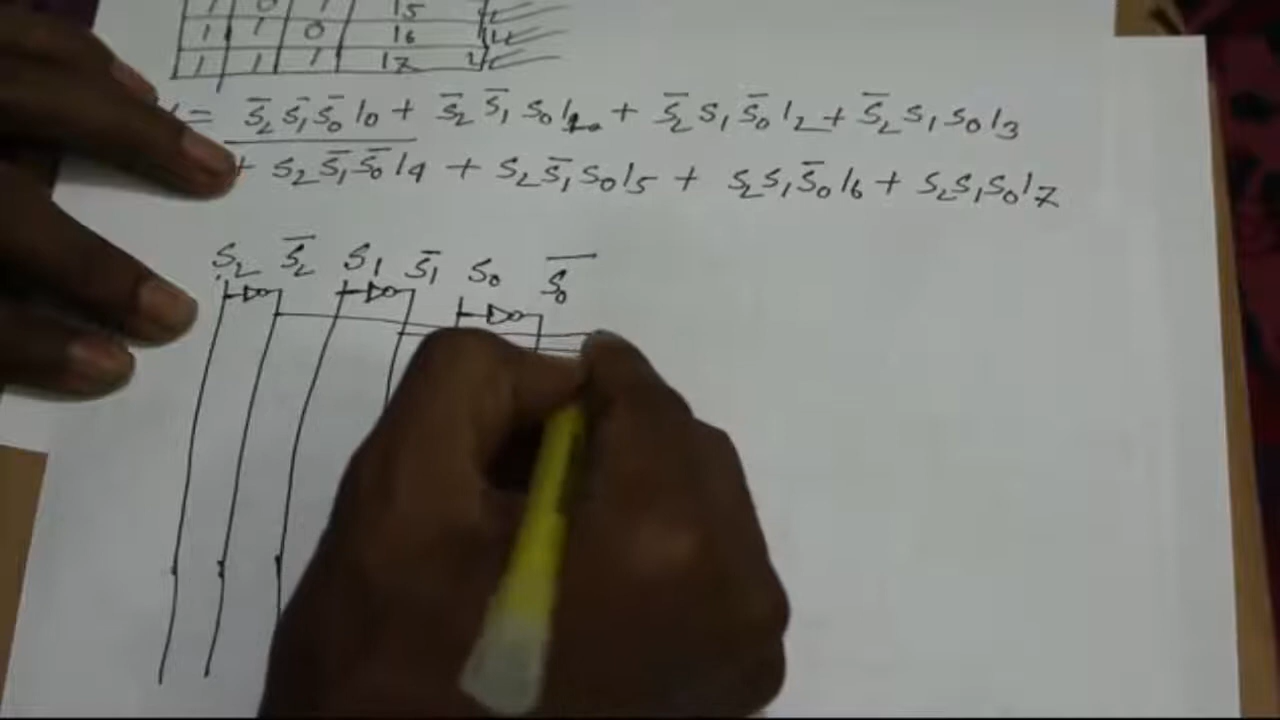 1 0 1 I5
1 1 0 I6
1 1 1 I7
= S̅2 S̅1 S̅0 I0 + S̅2 S̅1 S0 I1 + S̅2 S1 S̅0 I2 + S̅2 S1 S0 I3
+ S2 S̅1 S̅0 I4 + S2 S̅1 S0 I5 + S2 S1 S̅0 I6 + S2 S1 S0 I7
S2 S̅2 S1 S̅1 S0 S̅0